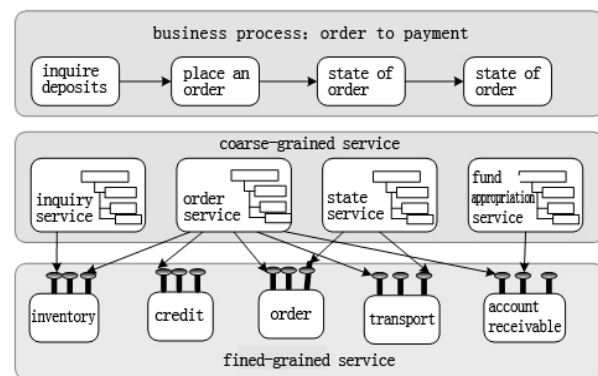 business process: order to payment
inquire
deposits
place an
order
state of
order
state of
order
coarse-grained service
inquiry
service
order
service
state
service
fund
appropriation
service
inventory
credit
order
transport
account
receivable
fined-grained service